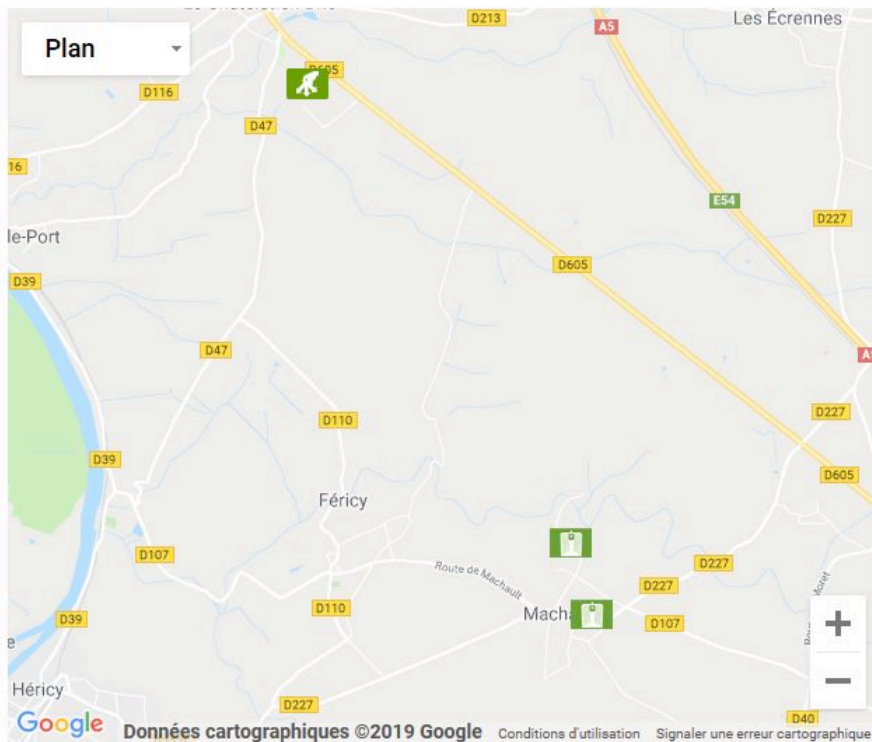 D213
A5
Les Écrennes
Plan
D605
D116
D47
16
E54
D227
le-Port
D605
D39
D47
D227
D110
D39
D605
Féricy
D107
Route de Machault
D227
D227
D110
D39
Mach
D107
Moret
e
Héricy
D227
D40
Google
Données cartographiques ©2019 Google
Conditions d'utilisation
Signaler une erreur cartographique